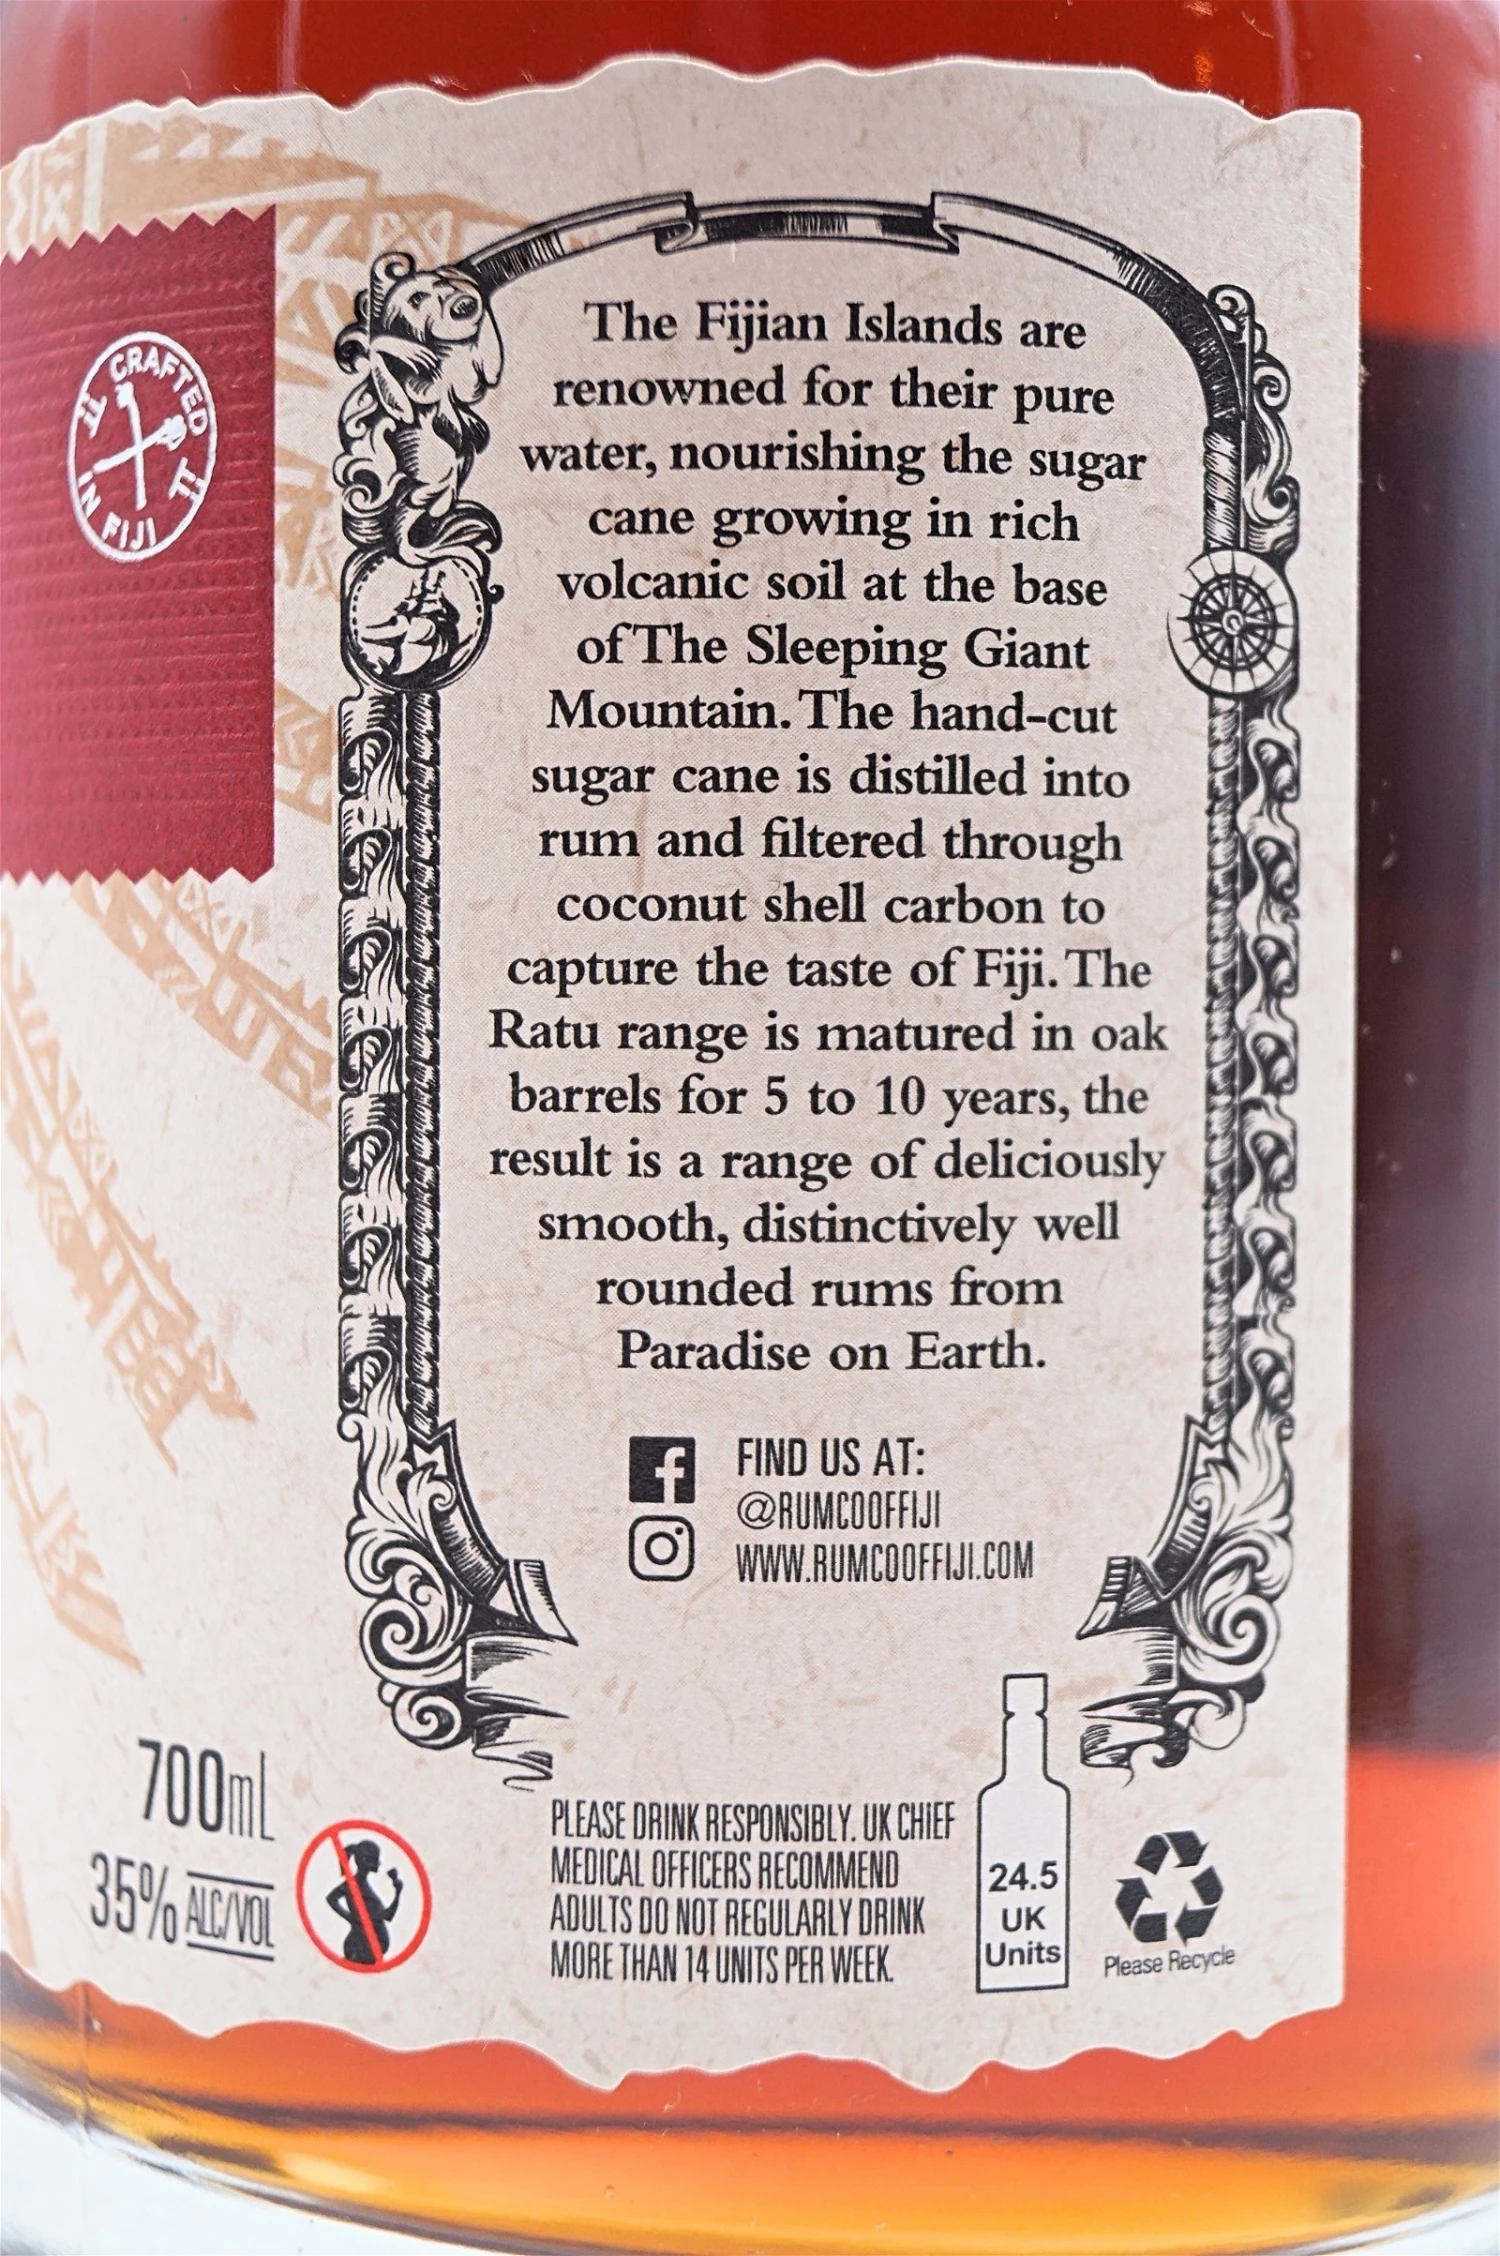 CRAFTED
IN FIJI
The Fijian Islands are
renowned for their pure
water, nourishing the sugar
cane growing in rich
volcanic soil at the base
of The Sleeping Giant
Mountain. The hand-cut
sugar cane is distilled into
rum and filtered through
coconut shell carbon to
capture the taste of Fiji. The
Ratu range is matured in oak
barrels for 5 to 10 years, the
result is a range of deliciously
smooth, distinctively well
rounded rums from
Paradise on Earth.
FIND US AT:
@RUMCOOFFIJI
WWW.RUMCOOFFIJI.COM
700mL
35% ALC/VOL
PLEASE DRINK RESPONSIBLY. UK CHIEF
MEDICAL OFFICERS RECOMMEND
ADULTS DO NOT REGULARLY DRINK
MORE THAN 14 UNITS PER WEEK.
24.5
UK
Units
Please Recycle